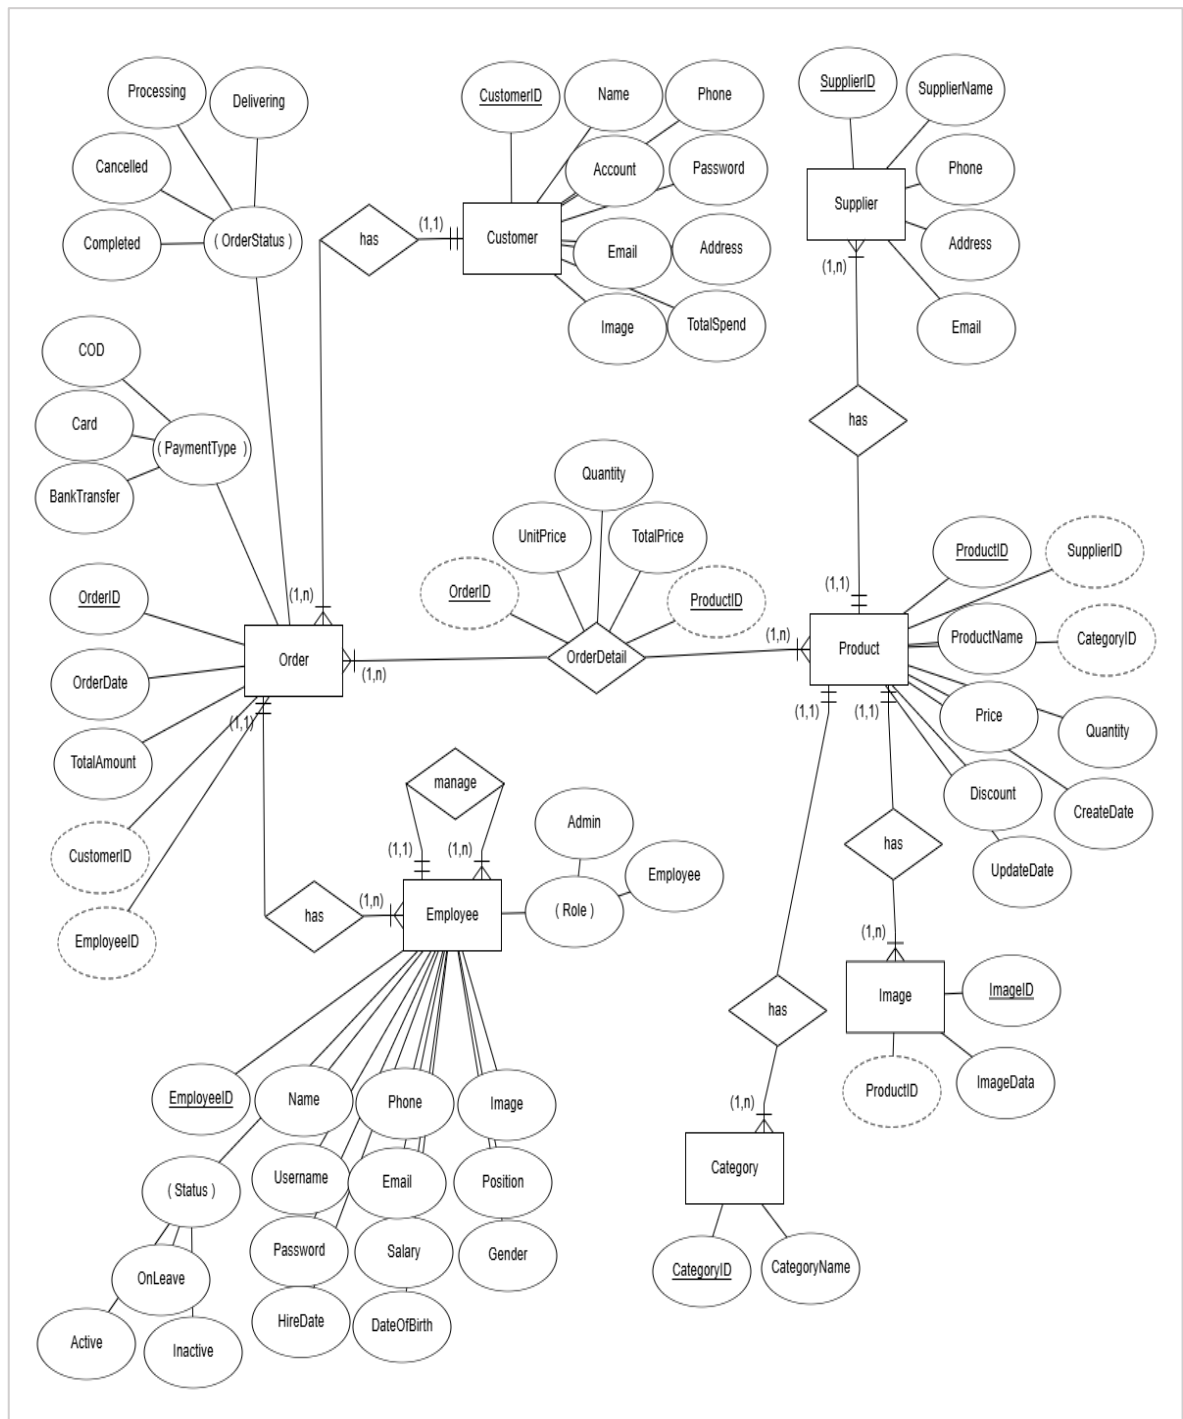 Processing
Delivering
Cancelled
Completed
( OrderStatus )
has
(1,1)
CustomerID
Name
Phone
Account
Password
Customer
Email
Address
Image
TotalSpend
SupplierID
SupplierName
Phone
Supplier
Address
Email
(1,n)
has
(1,1)
COD
Card
( PaymentType )
BankTransfer
(1,n)
OrderID
OrderDate
TotalAmount
CustomerID
EmployeeID
Order
(1,n)
(1,1)
Quantity
UnitPrice
TotalPrice
OrderID
ProductID
OrderDetail
(1,n)
Product
ProductID
SupplierID
ProductName
CategoryID
Price
Quantity
Discount
CreateDate
UpdateDate
(1,1)
(1,1)
has
(1,n)
Image
ImageID
ProductID
ImageData
has
(1,n)
Category
CategoryID
CategoryName
manage
(1,1)
(1,n)
Admin
Employee
( Role )
has
(1,n)
Employee
EmployeeID
Name
Phone
Image
( Status )
Username
Email
Position
Password
Salary
Gender
OnLeave
HireDate
DateOfBirth
Active
Inactive